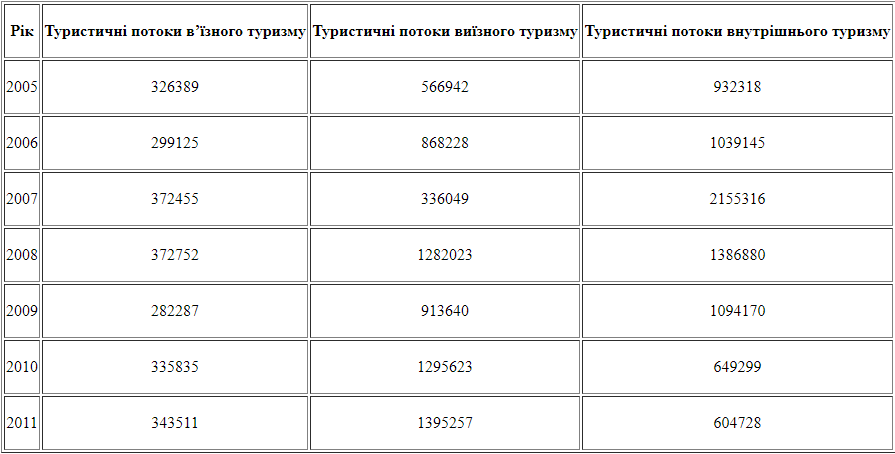 Рік Туристичні потоки в’їзного туризму Туристичні потоки виїзного туризму Туристичні потоки внутрішнього туризму
2005 326389 566942 932318
2006 299125 868228 1039145
2007 372455 336049 2155316
2008 372752 1282023 1386880
2009 282287 913640 1094170
2010 335835 1295623 649299
2011 343511 1395257 604728